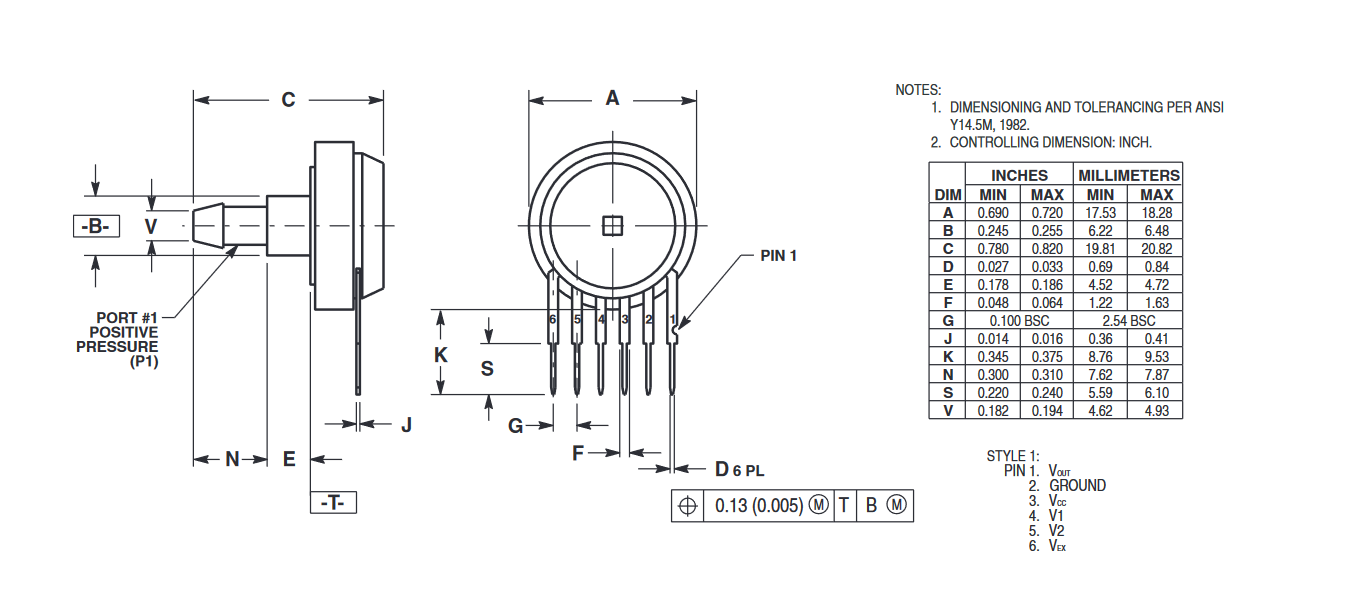 C
A
-B-
V
PORT #1
POSITIVE
PRESSURE
(P1)
N
E
-T-
J
K
S
G
F
D 6 PL
6 5 4 3 2 1
PIN 1
0.13 (0.005) Ⓜ T B Ⓜ
NOTES:
1. DIMENSIONING AND TOLERANCING PER ANSI
Y14.5M, 1982.
2. CONTROLLING DIMENSION: INCH.
INCHES MILLIMETERS
DIM MIN MAX MIN MAX
A 0.690 0.720 17.53 18.28
B 0.245 0.255 6.22 6.48
C 0.780 0.820 19.81 20.82
D 0.027 0.033 0.69 0.84
E 0.178 0.186 4.52 4.72
F 0.048 0.064 1.22 1.63
G 0.100 BSC 2.54 BSC
J 0.014 0.016 0.36 0.41
K 0.345 0.375 8.76 9.53
N 0.300 0.310 7.62 7.87
S 0.220 0.240 5.59 6.10
V 0.182 0.194 4.62 4.93
STYLE 1:
PIN 1. VOUT
2. GROUND
3. VCC
4. V1
5. V2
6. VEX